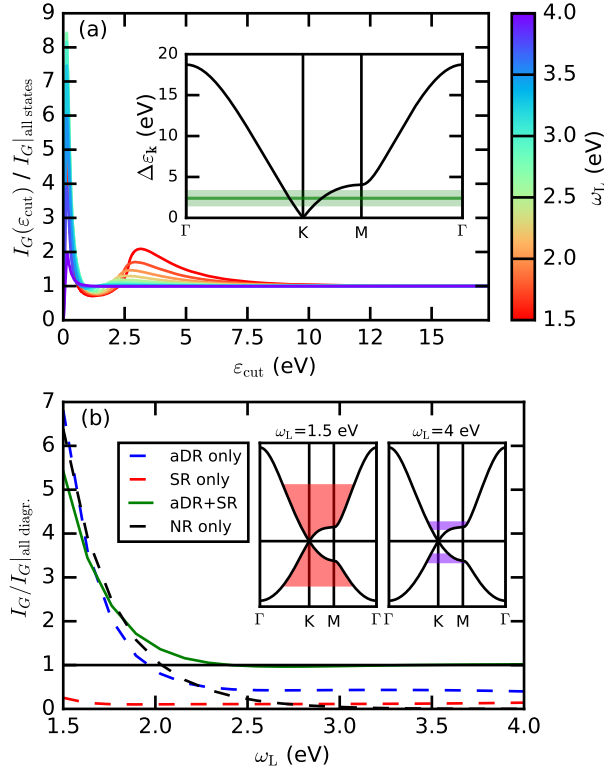 (a)
9
8
7
6
5
4
3
2
1
0
I_G(ε_cut) / I_G|all states
0
2.5
5
7.5
10
12.5
15
ε_cut (eV)
20
15
10
5
0
Δε_k (eV)
Γ
K
M
Γ
4.0
3.0
2.0
1.5
ω_L (eV)
(b)
7
6
5
4
3
2
1
0
I_G/I_G|all diagr.
1.5
2.0
2.5
3.0
3.5
4.0
ω_L (eV)
aDR only
SR only
aDR+SR
NR only
ω_L=1.5 eV
Γ
K
M
Γ
ω_L=4 eV
Γ
K
M
Γ